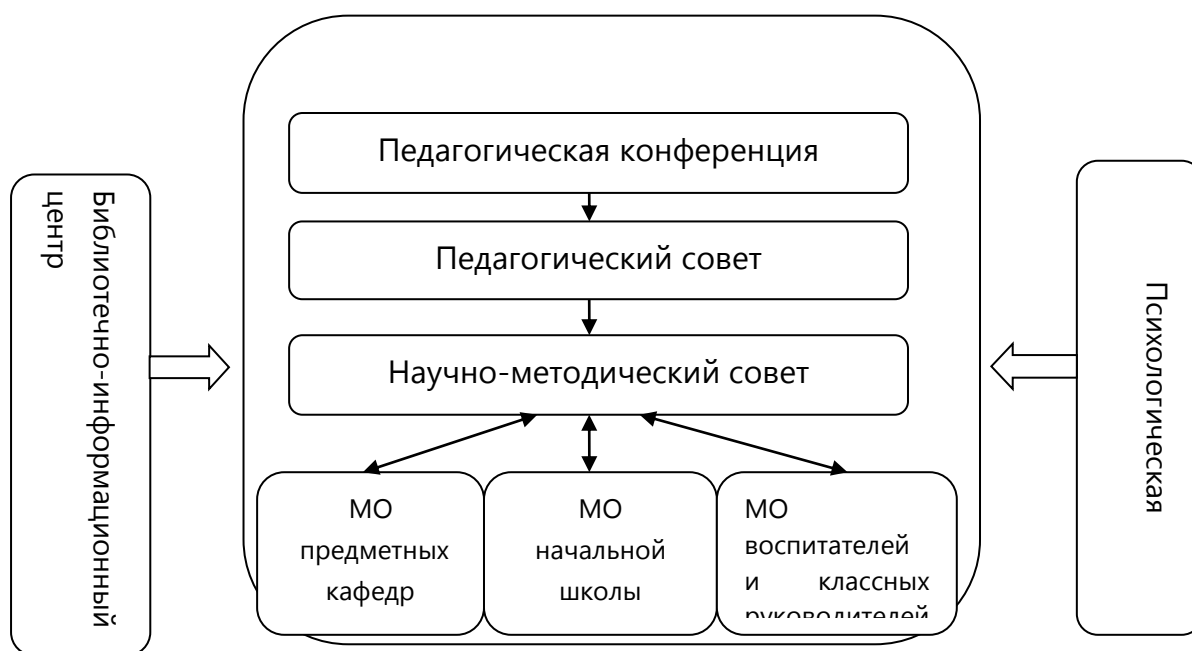 Педагогическая конференция
Педагогический совет
Научно-методический совет
МО
предметных
кафедр
МО
начальной
школы
МО
воспитателей
и классных
руководителей
Библиотечно-информационный
центр
Психологическая